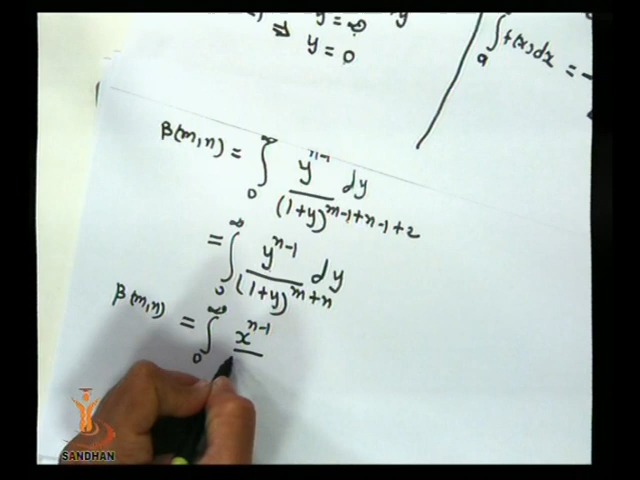 y = ∞
⇒ y = 0
∫ₐ f(x)dx = -
β(m,n) = ∫₀^∞ y^(n-1) / (1+y)^(m-1+n-1+2) dy
= ∫₀^∞ y^(n-1) / (1+y)^(m+n) dy
β(m,n) = ∫₀^∞ x^(n-1)
SANDHAN